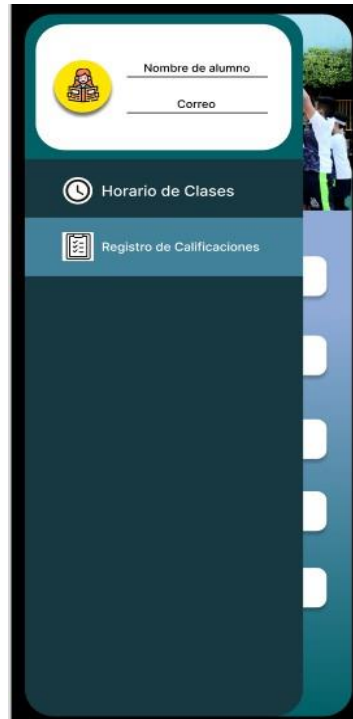 Nombre de alumno
Correo
Horario de Clases
Registro de Calificaciones